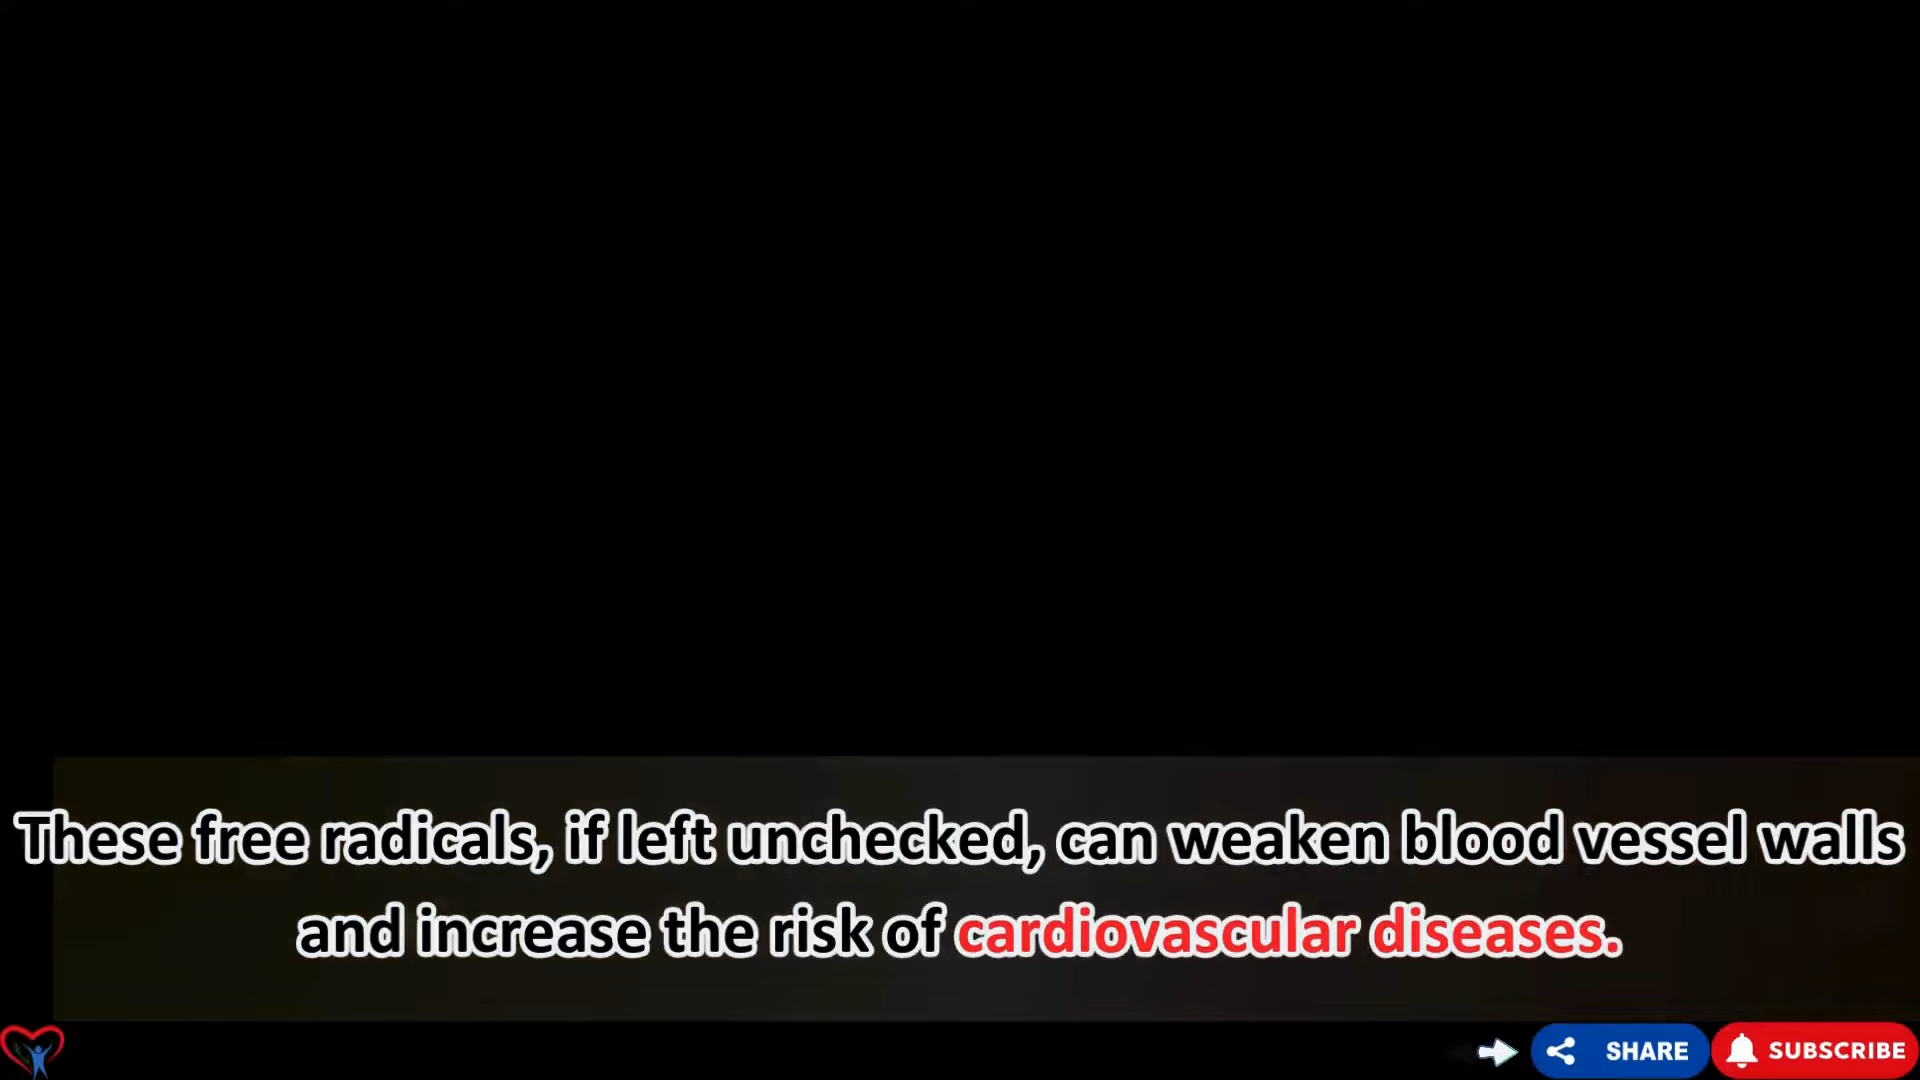 These free radicals, if left unchecked, can weaken blood vessel walls
and increase the risk of cardiovascular diseases.
SHARE
SUBSCRIBE